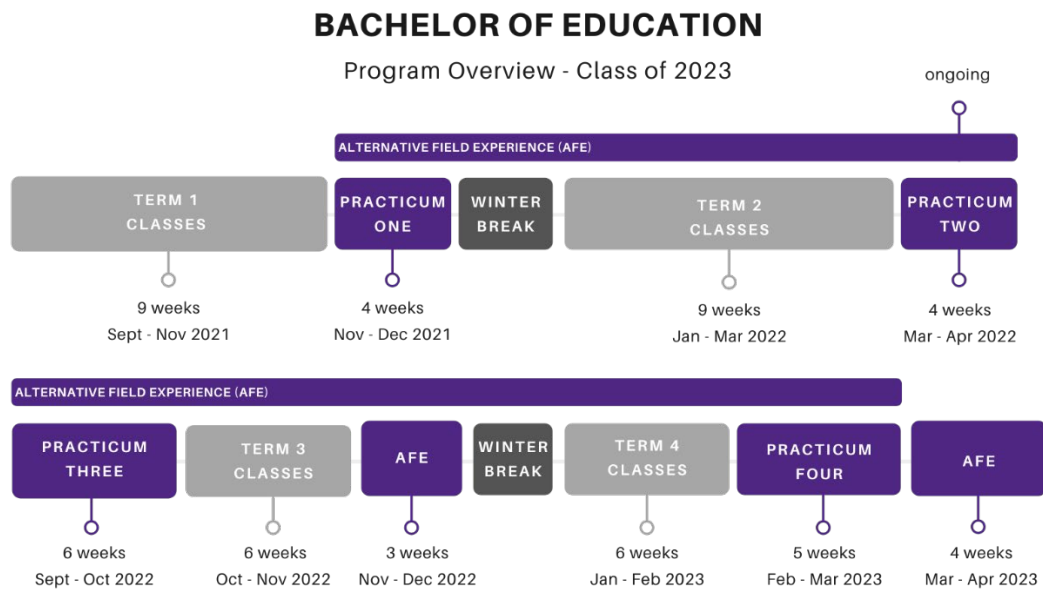 BACHELOR OF EDUCATION
Program Overview - Class of 2023
ongoing
ALTERNATIVE FIELD EXPERIENCE (AFE)
TERM 1
CLASSES
PRACTICUM
ONE
WINTER
BREAK
TERM 2
CLASSES
PRACTICUM
TWO
9 weeks
Sept - Nov 2021
4 weeks
Nov - Dec 2021
9 weeks
Jan - Mar 2022
4 weeks
Mar - Apr 2022
ALTERNATIVE FIELD EXPERIENCE (AFE)
PRACTICUM
THREE
TERM 3
CLASSES
AFE
WINTER
BREAK
TERM 4
CLASSES
PRACTICUM
FOUR
AFE
6 weeks
Sept - Oct 2022
6 weeks
Oct - Nov 2022
3 weeks
Nov - Dec 2022
6 weeks
Jan - Feb 2023
5 weeks
Feb - Mar 2023
4 weeks
Mar - Apr 2023